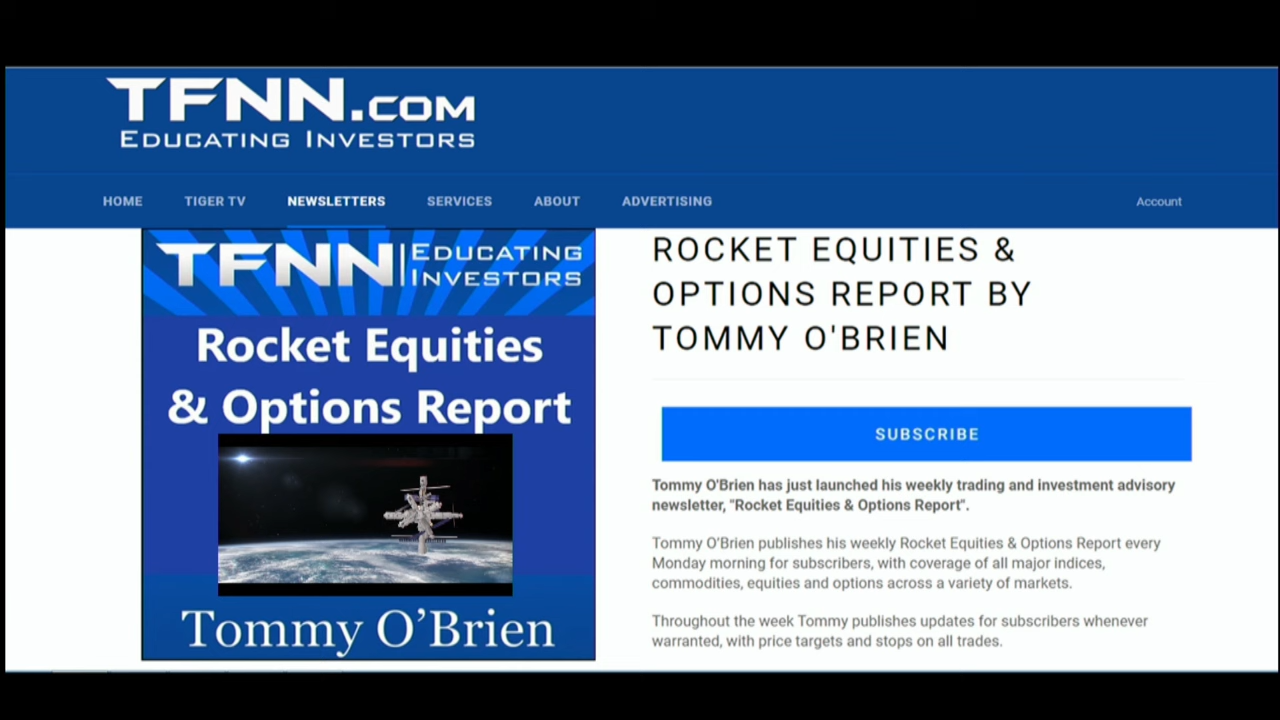 TFNN.COM
EDUCATING INVESTORS
HOME TIGER TV NEWSLETTERS SERVICES ABOUT ADVERTISING Account
TFNN EDUCATING
INVESTORS
Rocket Equities
& Options Report
Tommy O’Brien
ROCKET EQUITIES &
OPTIONS REPORT BY
TOMMY O'BRIEN
SUBSCRIBE
Tommy O'Brien has just launched his weekly trading and investment advisory
newsletter, "Rocket Equities & Options Report".
Tommy O'Brien publishes his weekly Rocket Equities & Options Report every
Monday morning for subscribers, with coverage of all major indices,
commodities, equities and options across a variety of markets.
Throughout the week Tommy publishes updates for subscribers whenever
warranted, with price targets and stops on all trades.